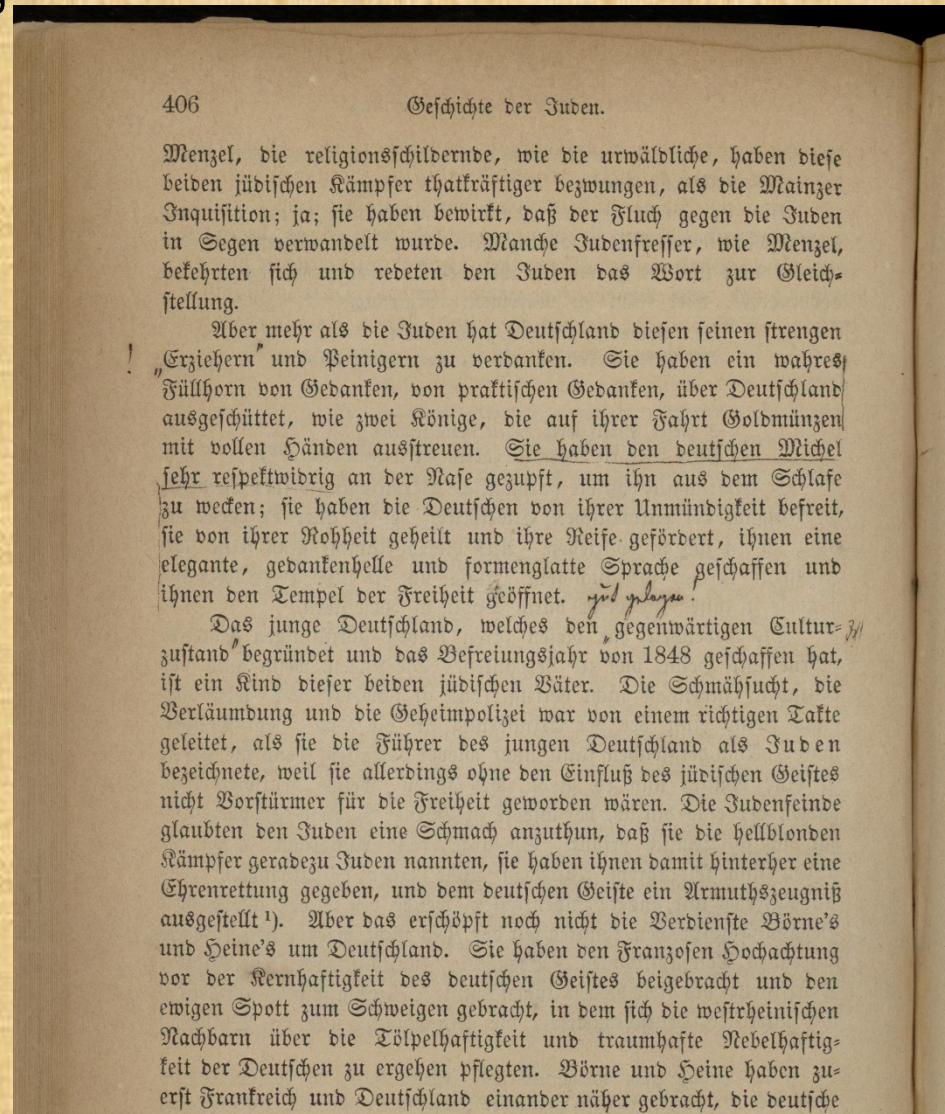 406 Geschichte der Juden.
Menzel, die religionsschildernde, wie die urwäldliche, haben diese
beiden jüdischen Kämpfer thatkräftiger bezwungen, als die Mainzer
Inquisition; ja; sie haben bewirkt, daß der Fluch gegen die Juden
in Segen verwandelt wurde. Manche Judenfresser, wie Menzel,
bekehrten sich und redeten den Juden das Wort zur Gleich-
stellung.
Aber mehr als die Juden hat Deutschland diesen seinen strengen
! „Erziehern" und Peinigern zu verdanken. Sie haben ein wahres
Füllhorn von Gedanken, von praktischen Gedanken, über Deutschland
ausgeschüttet, wie zwei Könige, die auf ihrer Fahrt Goldmünzen
mit vollen Händen ausstreuen. Sie haben den deutschen Michel
sehr respektwidrig an der Nase gezupft, um ihn aus dem Schlafe
zu wecken; sie haben die Deutschen von ihrer Unmündigkeit befreit,
sie von ihrer Rohheit geheilt und ihre Reife gefördert, ihnen eine
elegante, gedankenhelle und formenglatte Sprache geschaffen und
ihnen den Tempel der Freiheit geöffnet. gut gelogen!
Das junge Deutschland, welches den gegenwärtigen „Cultur-
zustand" begründet und das Befreiungsjahr von 1848 geschaffen hat,
ist ein Kind dieser beiden jüdischen Väter. Die Schmähsucht, die
Verläumdung und die Geheimpolizei war von einem richtigen Takte
geleitet, als sie die Führer des jungen Deutschland als Juden
bezeichnete, weil sie allerdings ohne den Einfluß des jüdischen Geistes
nicht Vorstürmer für die Freiheit geworden wären. Die Judenfeinde
glaubten den Juden eine Schmach anzuthun, daß sie die hellblonden
Kämpfer geradezu Juden nannten, sie haben ihnen damit hinterher eine
Ehrenrettung gegeben, und dem deutschen Geiste ein Armuthszeugniß
ausgestellt ¹). Aber das erschöpft noch nicht die Verdienste Börne's
und Heine's um Deutschland. Sie haben den Franzosen Hochachtung
vor der Kernhaftigkeit des deutschen Geistes beigebracht und den
ewigen Spott zum Schweigen gebracht, in dem sich die westrheinischen
Nachbarn über die Tölpelhaftigkeit und traumhafte Nebelhaftig-
keit der Deutschen zu ergehen pflegten. Börne und Heine haben zu-
erst Frankreich und Deutschland einander näher gebracht, die deutsche